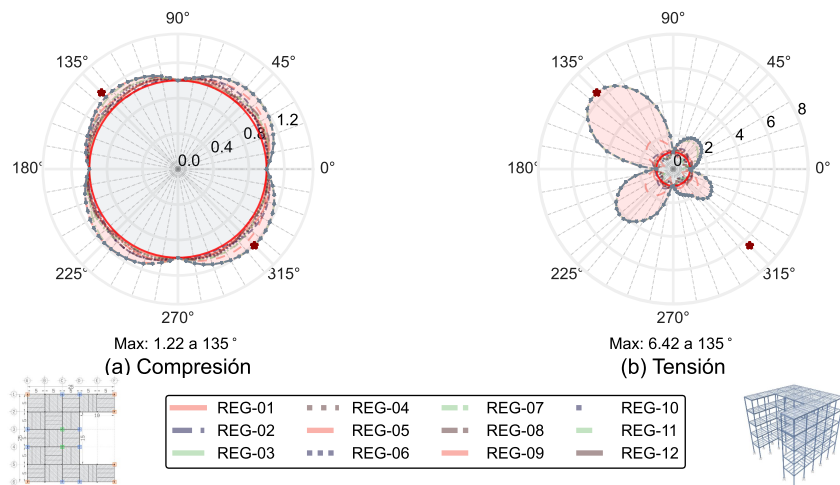 90°
135°
45°
1.2
0.8
0.4
0.0
180°
0°
225°
315°
270°
Max: 1.22 a 135°
(a) Compresión
90°
135°
45°
8
6
4
2
0
180°
0°
225°
315°
270°
Max: 6.42 a 135°
(b) Tensión
REG-01
REG-04
REG-07
REG-10
REG-02
REG-05
REG-08
REG-11
REG-03
REG-06
REG-09
REG-12